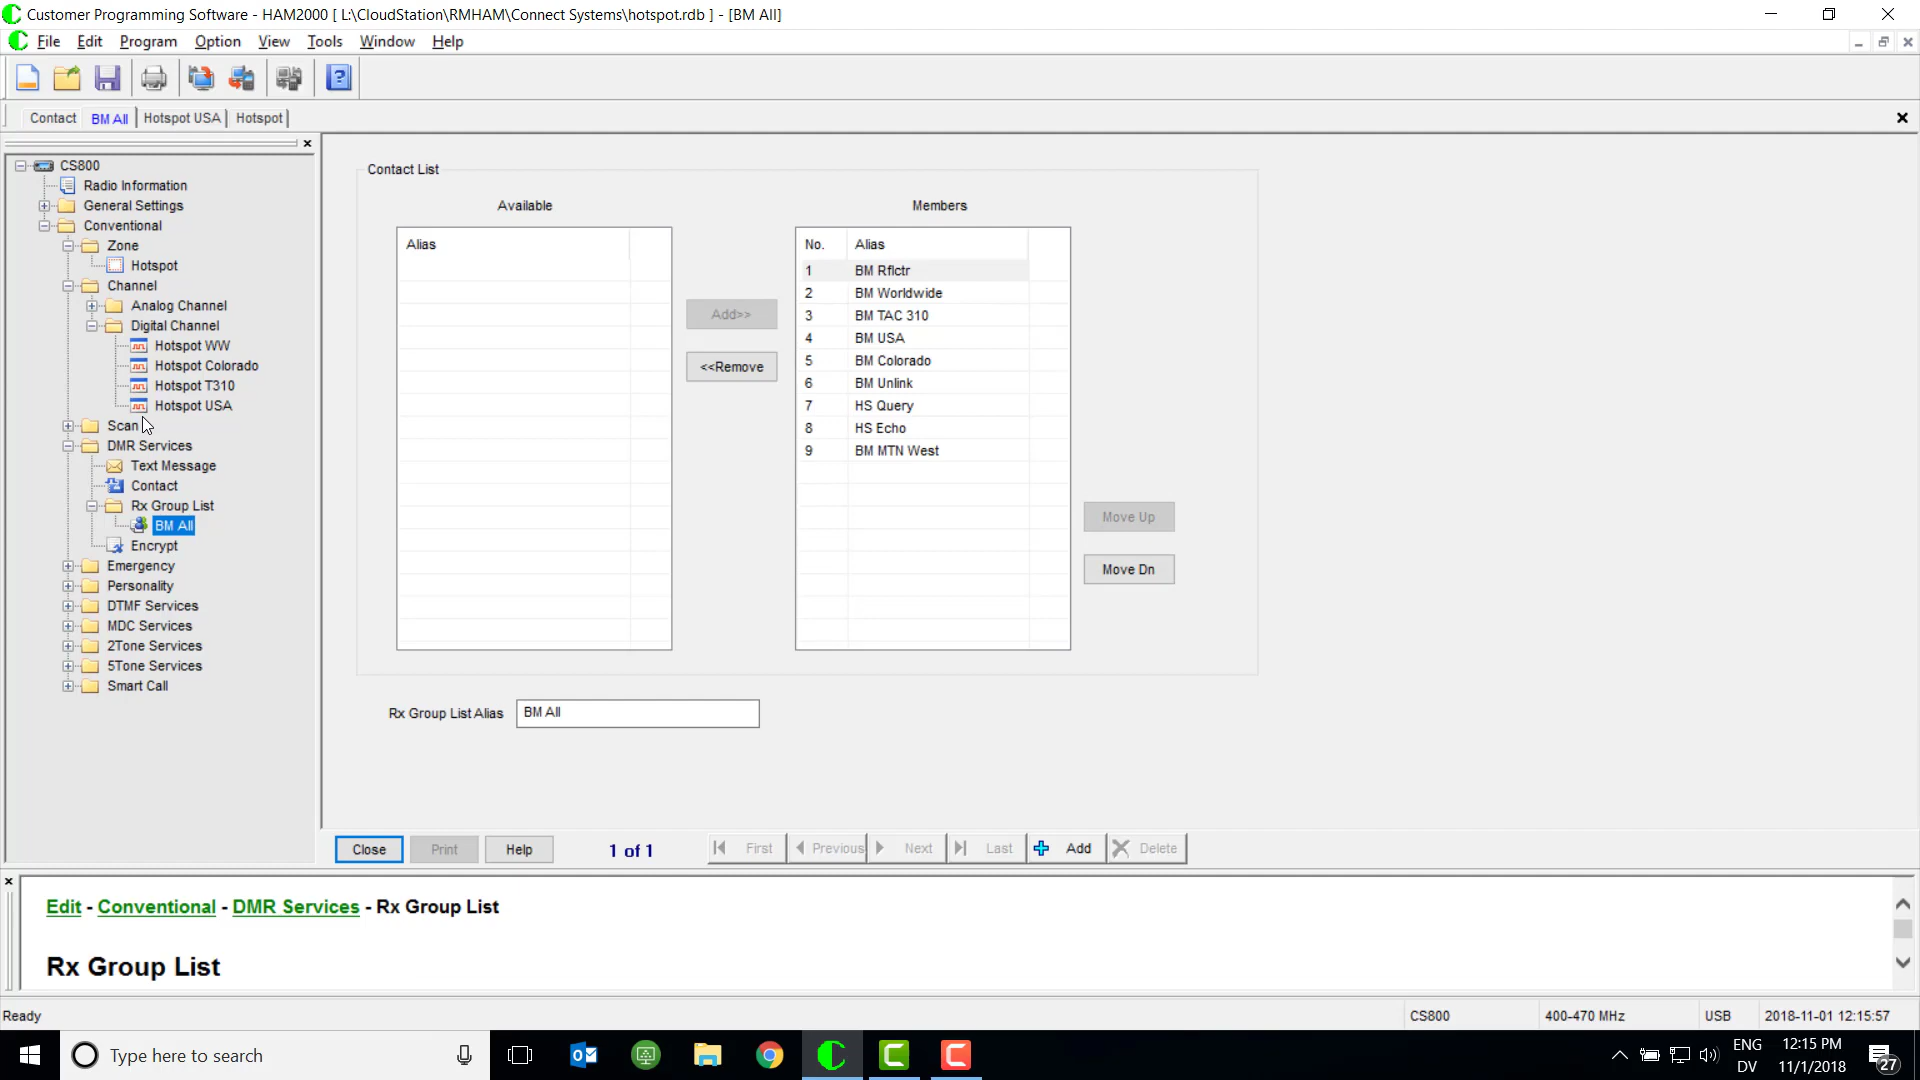 Customer Programming Software - HAM2000 [ L:\CloudStation\RMHAM\Connect Systems\hotspot.rdb ] - [BM All]
File Edit Program Option View Tools Window Help
Contact BM All Hotspot USA Hotspot
CS800
Radio Information
General Settings
Conventional
Zone
Hotspot
Channel
Analog Channel
Digital Channel
Hotspot WW
Hotspot Colorado
Hotspot T310
Hotspot USA
Scan
DMR Services
Text Message
Contact
Rx Group List
BM All
Encrypt
Emergency
Personality
DTMF Services
MDC Services
2Tone Services
5Tone Services
Smart Call
Contact List
Available
Members
Alias
No. Alias
1 BM Rflctr
2 BM Worldwide
3 BM TAC 310
4 BM USA
5 BM Colorado
6 BM Unlink
7 HS Query
8 HS Echo
9 BM MTN West
Add>>
<<Remove
Move Up
Move Dn
Rx Group List Alias BM All
Close Print Help 1 of 1 First Previous Next Last Add Delete
Edit - Conventional - DMR Services - Rx Group List
Rx Group List
Ready CS800 400-470 MHz USB 2018-11-01 12:15:57
Type here to search
ENG
DV
12:15 PM
11/1/2018
27